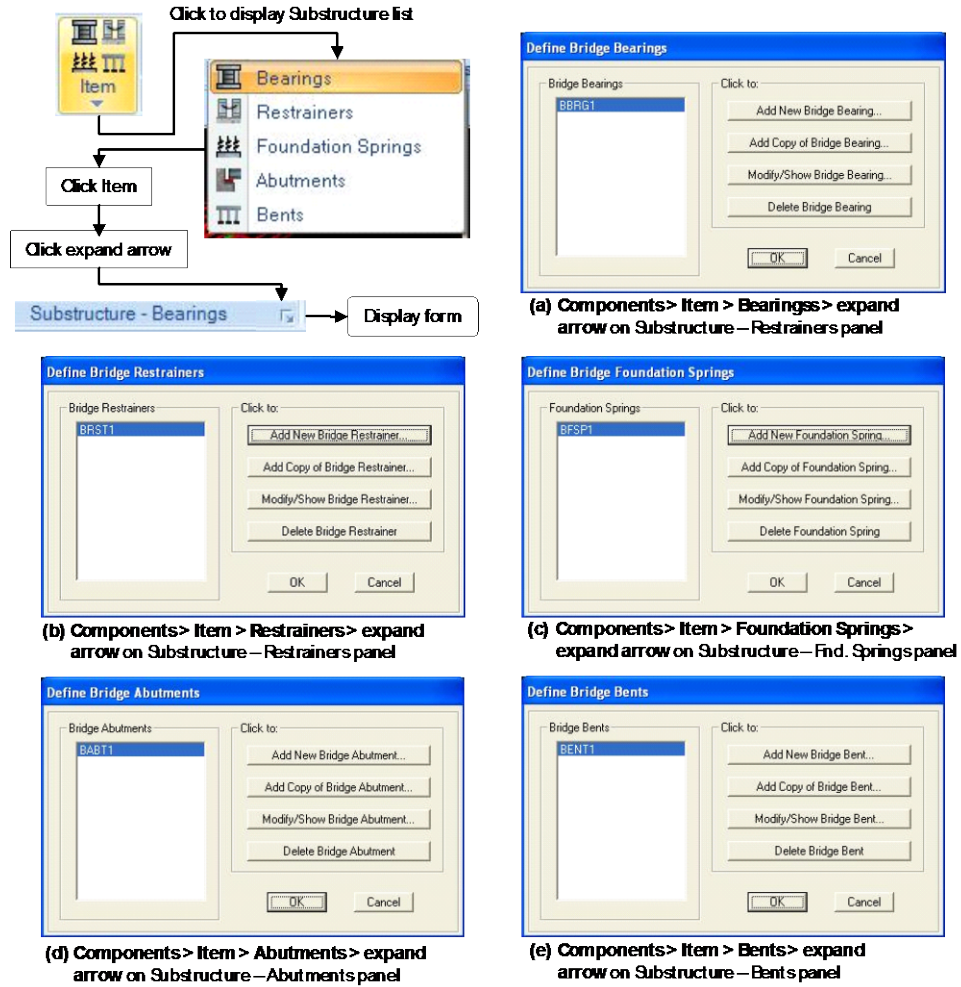 Click to display Substructure list
Item
Bearings
Restrainers
Foundation Springs
Abutments
Bents
Click Item
Click expand arrow
Substructure - Bearings
Display form
Define Bridge Bearings
Bridge Bearings
BBRG1
Click to:
Add New Bridge Bearing...
Add Copy of Bridge Bearing...
Modify/Show Bridge Bearing...
Delete Bridge Bearing
OK
Cancel
(a) Components > Item > Bearingss > expand
arrow on Substructure – Restrainers panel
Define Bridge Restrainers
Bridge Restrainers
BRST1
Click to:
Add New Bridge Restrainer...
Add Copy of Bridge Restrainer...
Modify/Show Bridge Restrainer...
Delete Bridge Restrainer
OK
Cancel
(b) Components > Item > Restrainers > expand
arrow on Substructure – Restrainers panel
Define Bridge Foundation Springs
Foundation Springs
BFSP1
Click to:
Add New Foundation Spring...
Add Copy of Foundation Spring...
Modify/Show Foundation Spring...
Delete Foundation Spring
OK
Cancel
(c) Components > Item > Foundation Springs >
expand arrow on Substructure – Fnd. Springs panel
Define Bridge Abutments
Bridge Abutments
BABT1
Click to:
Add New Bridge Abutment...
Add Copy of Bridge Abutment...
Modify/Show Bridge Abutment...
Delete Bridge Abutment
OK
Cancel
(d) Components > Item > Abutments > expand
arrow on Substructure – Abutments panel
Define Bridge Bents
Bridge Bents
BENT1
Click to:
Add New Bridge Bent...
Add Copy of Bridge Bent...
Modify/Show Bridge Bent...
Delete Bridge Bent
OK
Cancel
(e) Components > Item > Bents > expand
arrow on Substructure – Bents panel